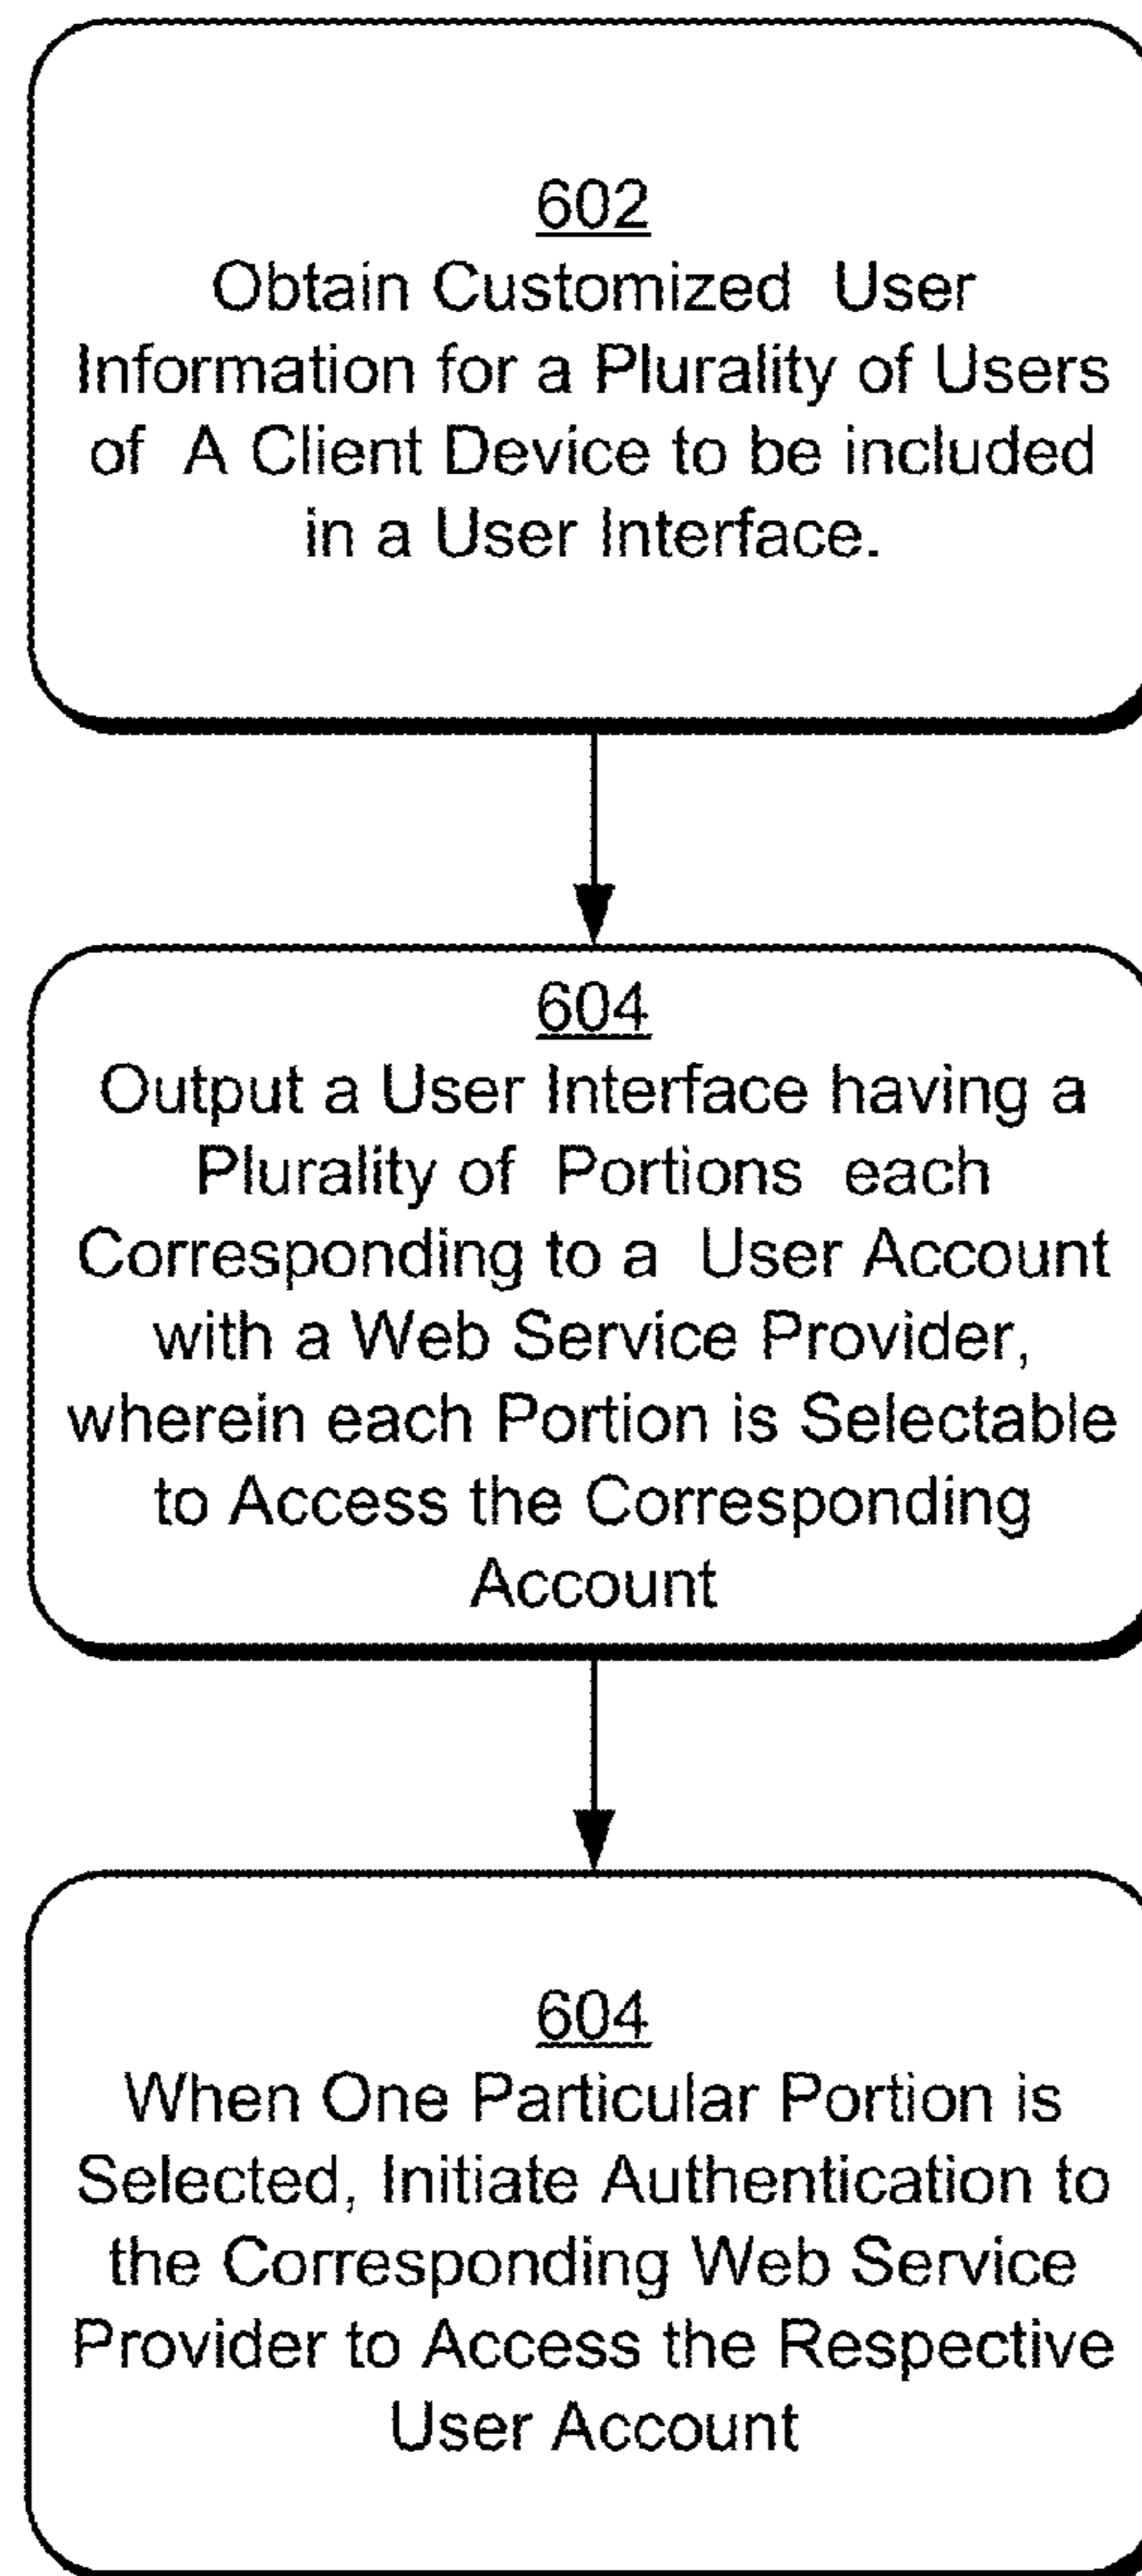 602
Obtain Customized User
Information for a Plurality of Users
of A Client Device to be included
in a User Interface.
604
Output a User Interface having a
Plurality of Portions each
Corresponding to a User Account
with a Web Service Provider,
wherein each Portion is Selectable
to Access the Corresponding
Account
604
When One Particular Portion is
Selected, Initiate Authentication to
the Corresponding Web Service
Provider to Access the Respective
User Account